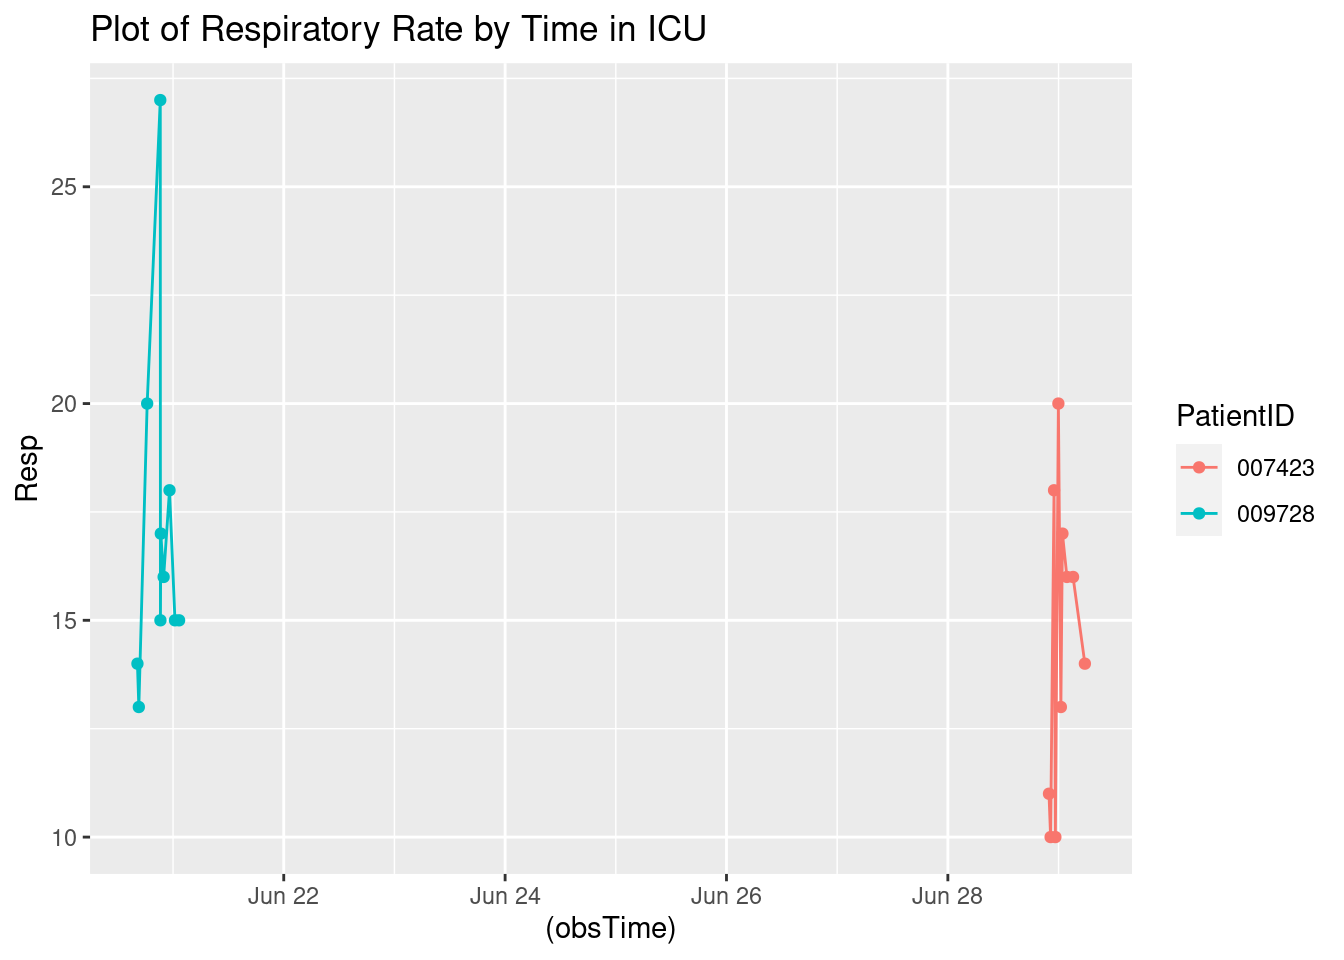 Plot of Respiratory Rate by Time in ICU
25
20
15
10
Resp
Jun 22
Jun 24
Jun 26
Jun 28
(obsTime)
PatientID
007423
009728